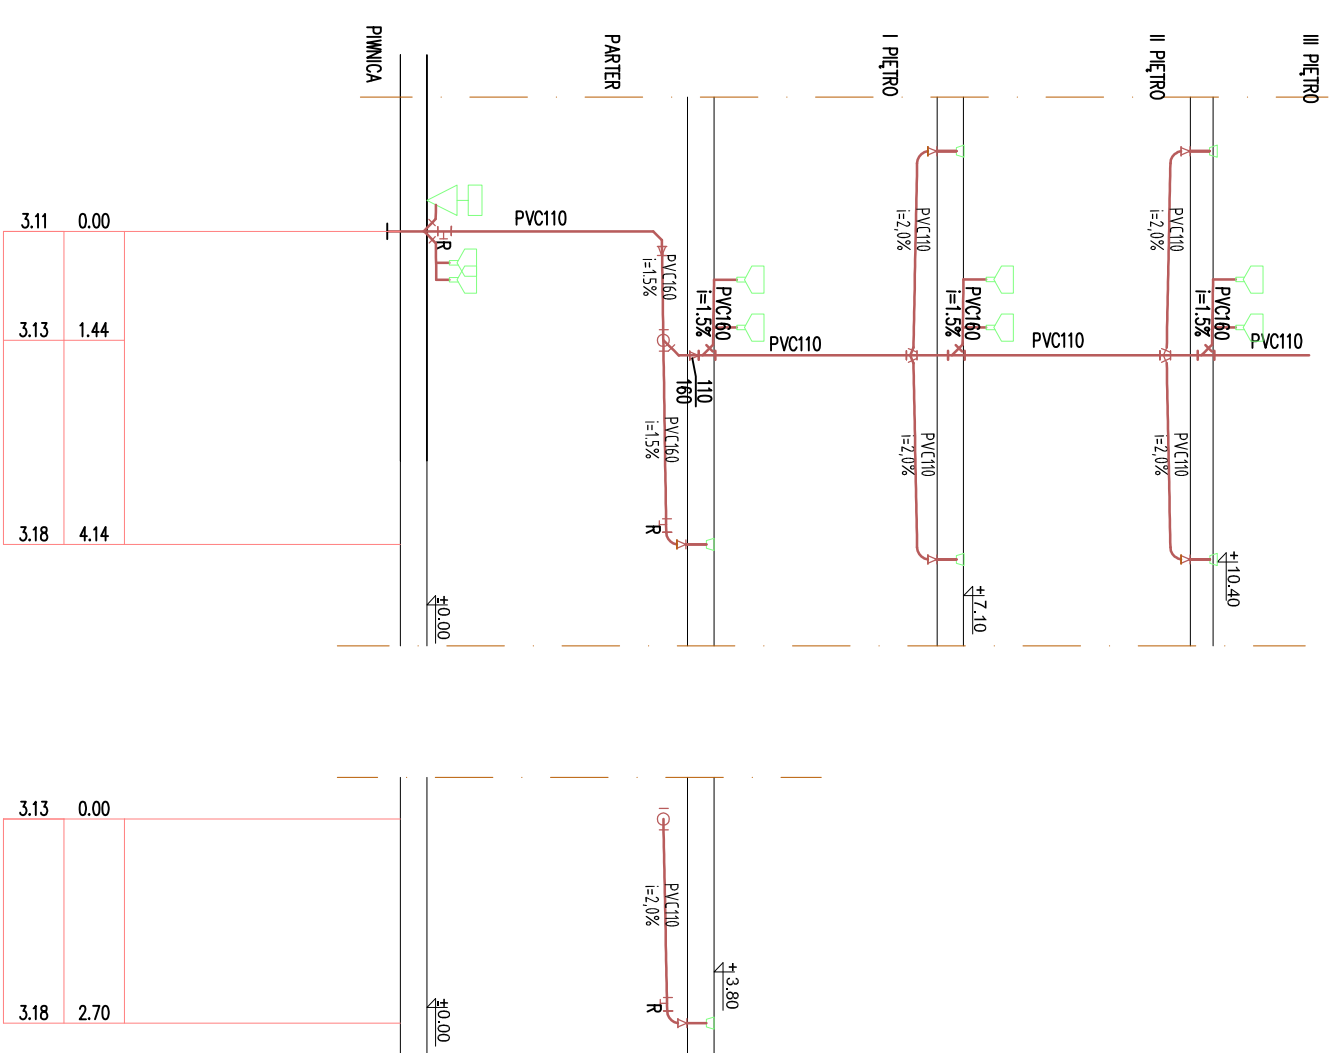 PIWNICA
PARTER
I PIĘTRO
II PIĘTRO
III PIĘTRO
3.11 0.00
3.13 1.44
3.18 4.14
R
PVC110
PVC160
i=1.5%
PVC160
i=1.5%
R
PVC160
i=1.5%
110
160
PVC110
PVC110
i=2,0%
PVC110
i=2,0%
PVC160
i=1.5%
PVC110
PVC110
i=2,0%
PVC110
i=2,0%
PVC160
i=1.5%
PVC110
±0.00
+7.10
+10.40
3.13 0.00
3.18 2.70
PVC110
i=2,0%
R
±0.00
+3.80